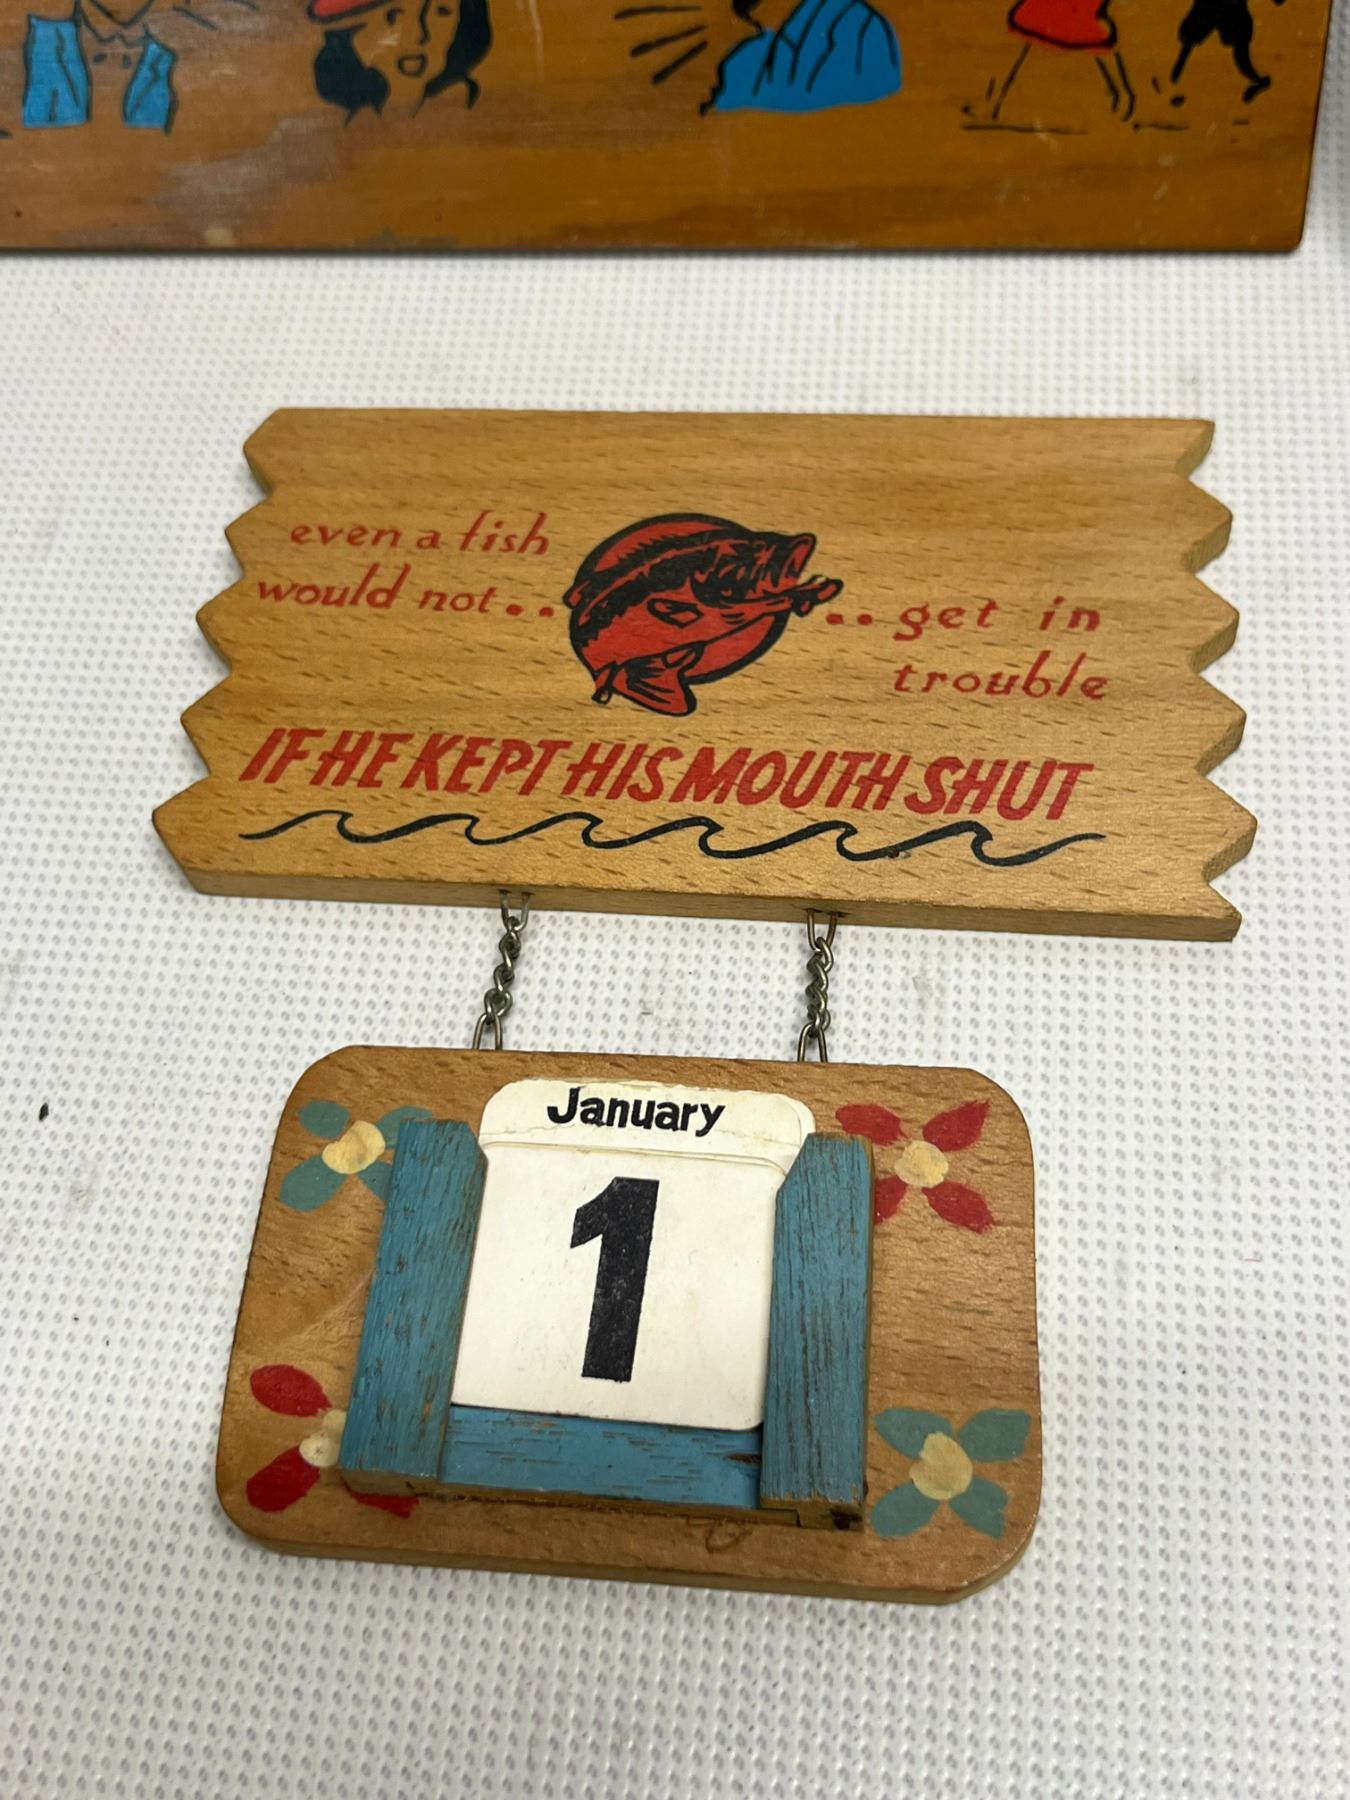 even a fish
would not..
..get in
trouble
IF HE KEPT HIS MOUTH SHUT
January
1